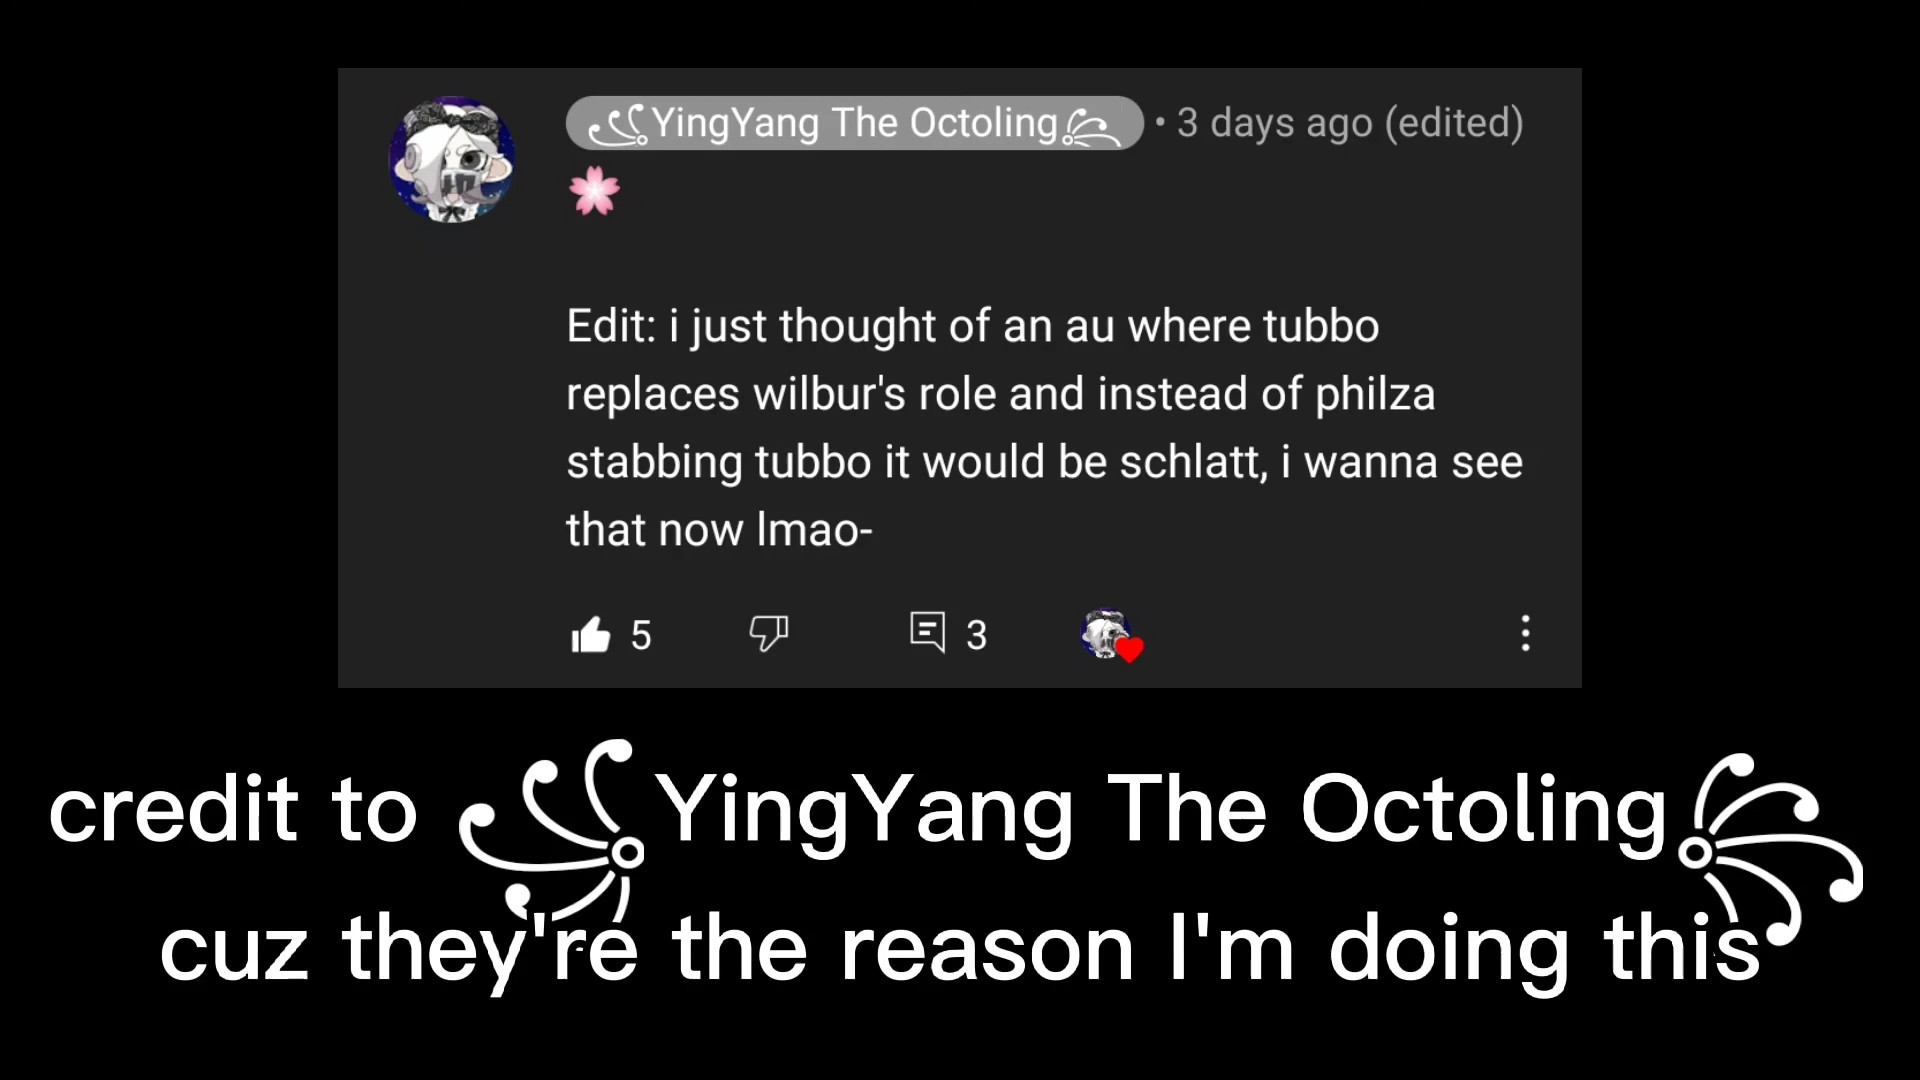 YingYang The Octoling • 3 days ago (edited)
🌸
Edit: i just thought of an au where tubbo
replaces wilbur's role and instead of philza
stabbing tubbo it would be schlatt, i wanna see
that now lmao-
5 3
credit to YingYang The Octoling
cuz they're the reason I'm doing this